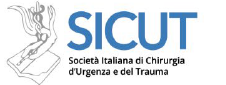 SICUT
Società Italiana di Chirurgia
d'Urgenza e del Trauma